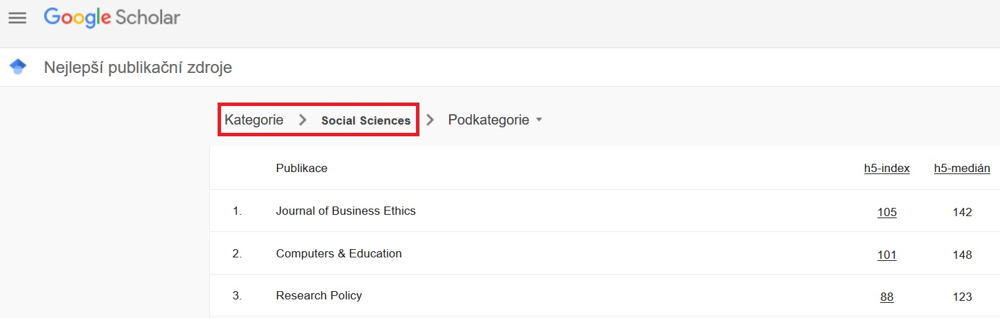 Google Scholar
Nejlepší publikační zdroje
Kategorie > Social Sciences > Podkategorie
Publikace h5-index h5-medián
1. Journal of Business Ethics 105 142
2. Computers & Education 101 148
3. Research Policy 88 123